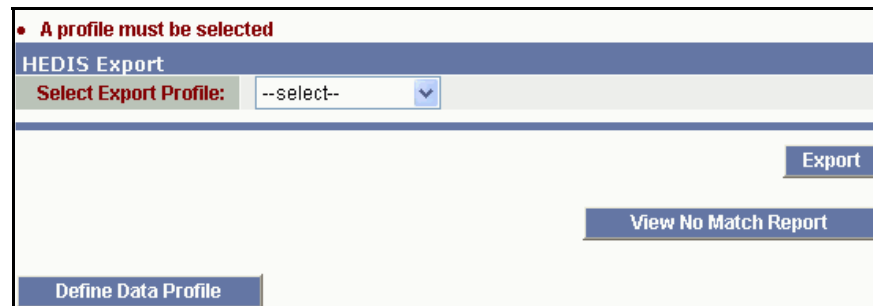 • A profile must be selected
HEDIS Export
Select Export Profile: --select--
Export
View No Match Report
Define Data Profile